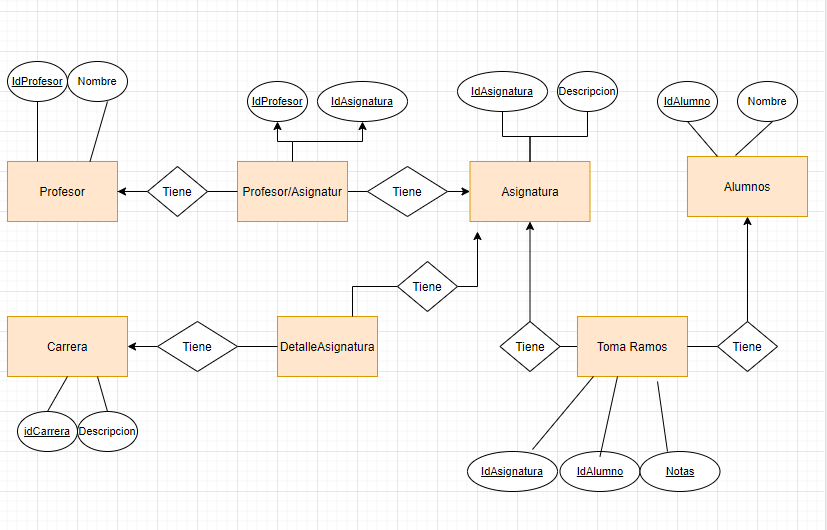 IdProfesor
Nombre
IdProfesor
IdAsignatura
IdAsignatura
Descripcion
IdAlumno
Nombre
Profesor
Tiene
Profesor/Asignatur
Tiene
Asignatura
Alumnos
Tiene
Carrera
Tiene
DetalleAsignatura
Tiene
Toma Ramos
Tiene
idCarrera
Descripcion
IdAsignatura
IdAlumno
Notas